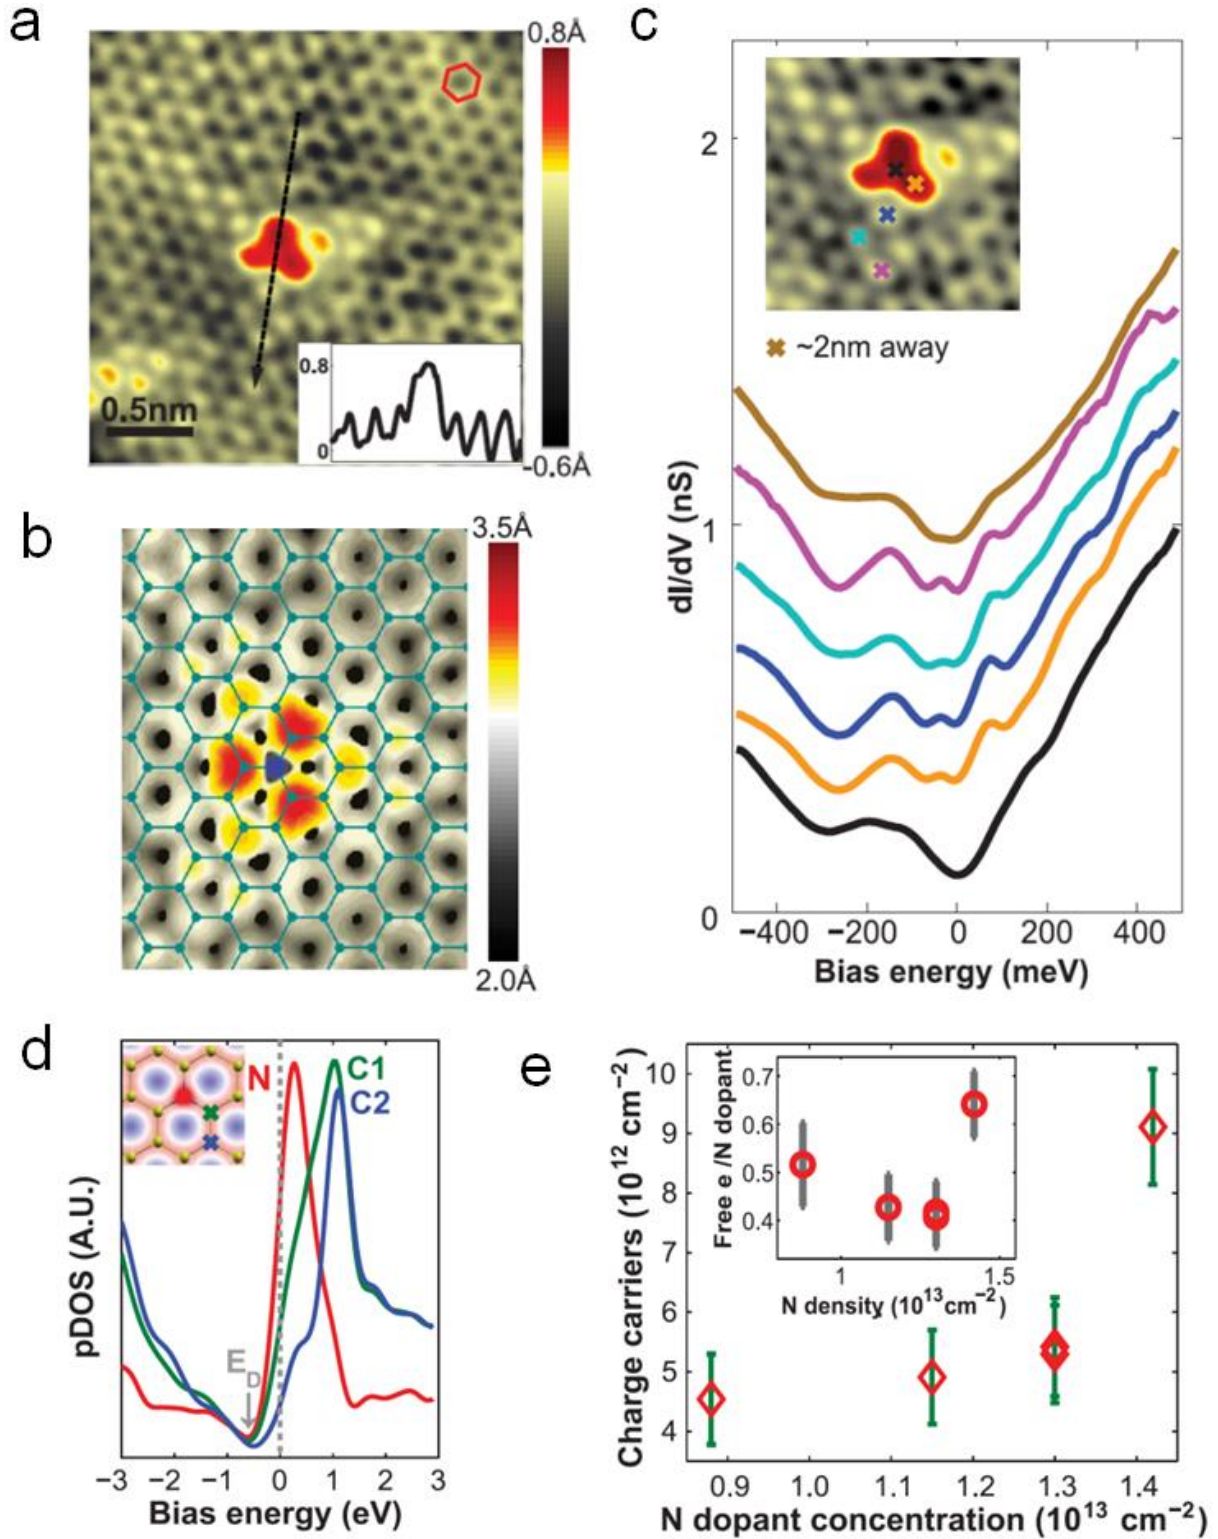 a
0.8Å
0.8
0
0.5nm
-0.6Å
b
3.5Å
2.0Å
c
2
1
0
~2nm away
dI/dV (nS)
−400 −200 0 200 400
Bias energy (meV)
d
N
C1
C2
E_D
pDOS (A.U.)
−3 −2 −1 0 1 2 3
Bias energy (eV)
e
10
9
8
7
6
5
4
Charge carriers (10^12 cm^−2)
0.7
0.6
0.5
0.4
Free e /N dopant
1 1.5
N density (10^13 cm^−2)
0.9 1.0 1.1 1.2 1.3 1.4
N dopant concentration (10^13 cm^−2)